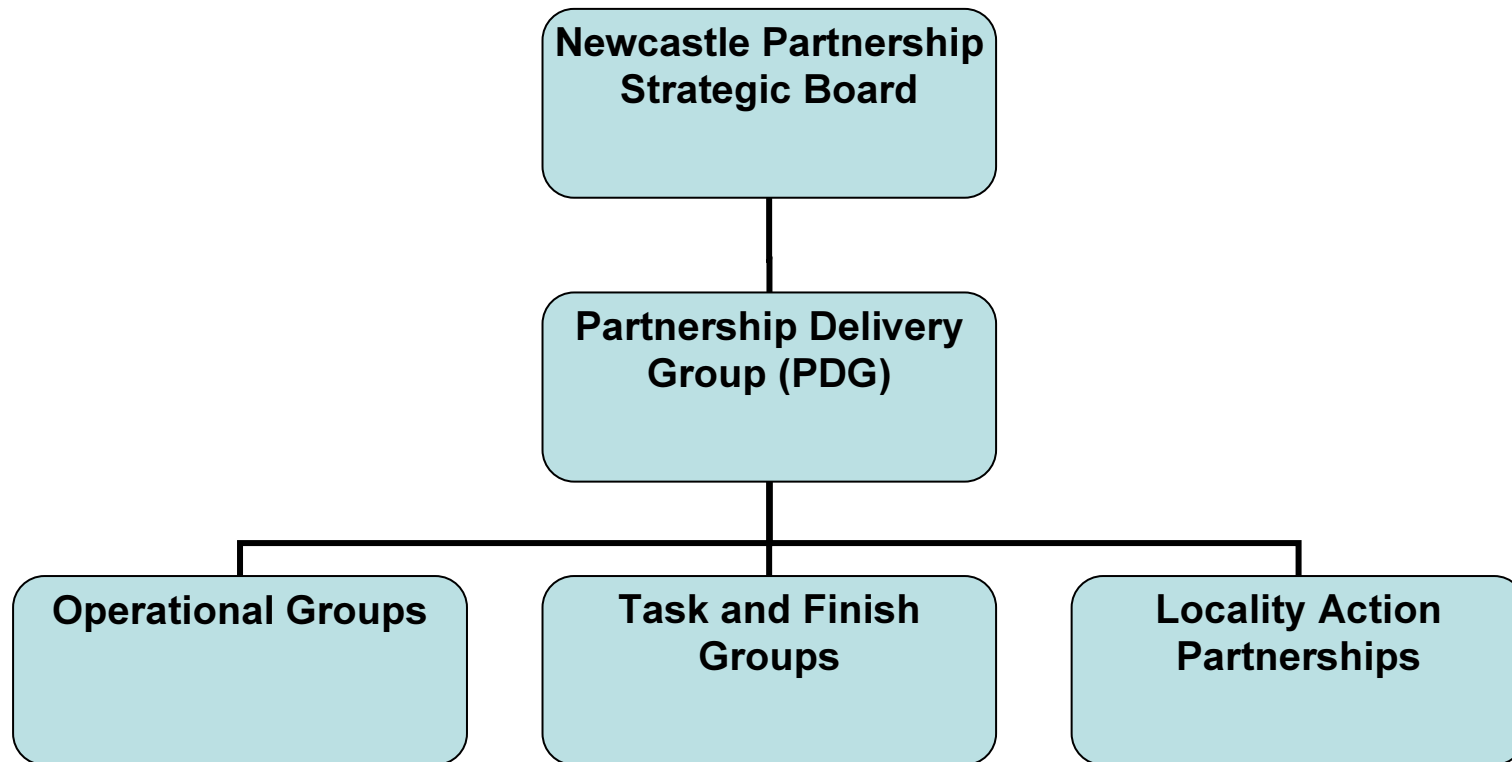 Newcastle Partnership
Strategic Board
Partnership Delivery
Group (PDG)
Operational Groups
Task and Finish
Groups
Locality Action
Partnerships